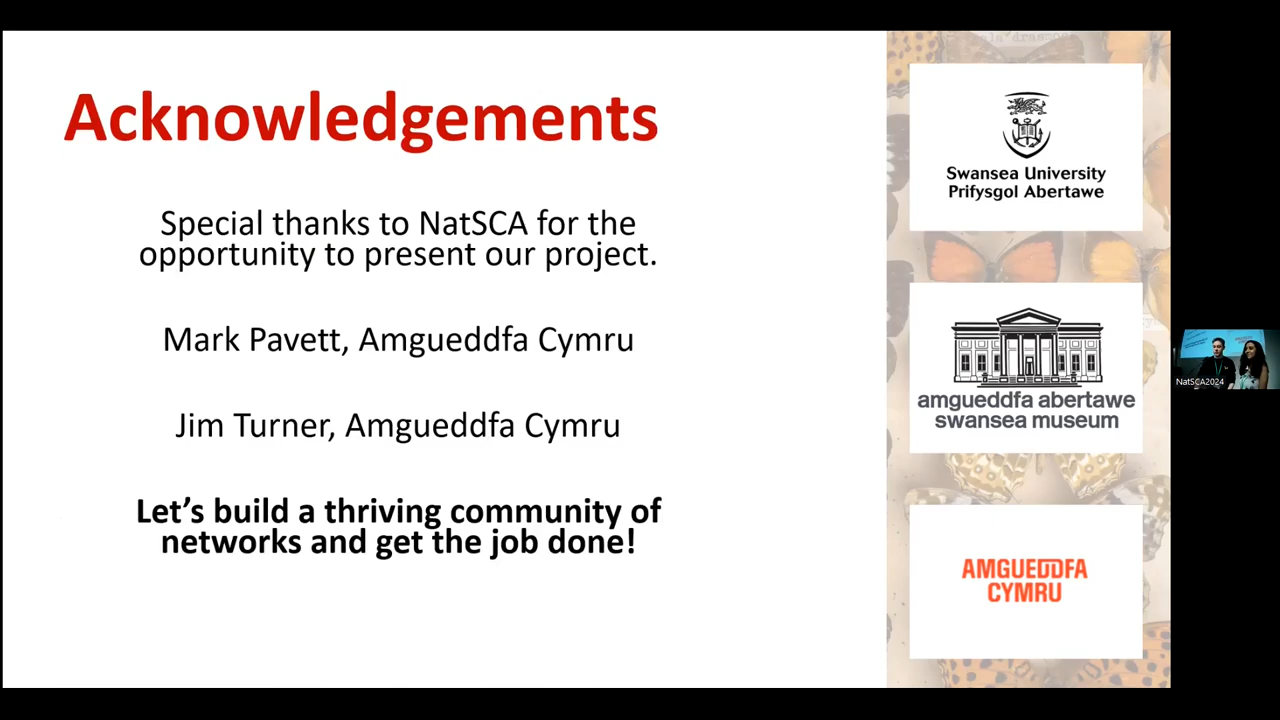 Acknowledgements
Special thanks to NatSCA for the
opportunity to present our project.
Mark Pavett, Amgueddfa Cymru
Jim Turner, Amgueddfa Cymru
Let’s build a thriving community of
networks and get the job done!
Swansea University
Prifysgol Abertawe
amgueddfa abertawe
swansea museum
AMGUEDDFA
CYMRU
NatSCA2024